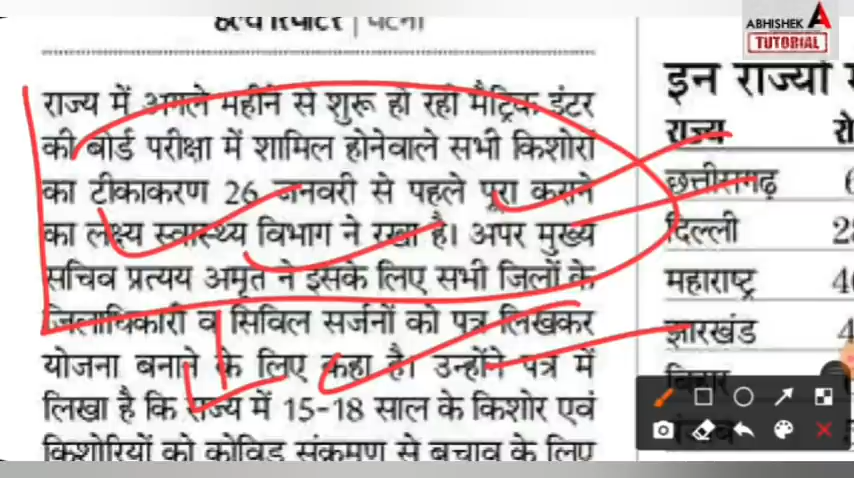 हेल्थ रिपोर्टर | पटना
राज्य में अगले महीने से शुरू हो रही मैट्रिक इंटर
की बोर्ड परीक्षा में शामिल होनेवाले सभी किशोरों
का टीकाकरण 26 जनवरी से पहले पूरा कराने
का लक्ष्य स्वास्थ्य विभाग ने रखा है। अपर मुख्य
सचिव प्रत्यय अमृत ने इसके लिए सभी जिलों के
जिलाधिकारी व सिविल सर्जनों को पत्र लिखकर
योजना बनाने के लिए कहा है। उन्होंने पत्र में
लिखा है कि राज्य में 15-18 साल के किशोर एवं
किशोरियों को कोविड संक्रमण से बचाव के लिए
ABHISHEK A
TUTORIAL
इन राज्यों
राज्य
छत्तीसगढ़
दिल्ली
महाराष्ट्र
झारखंड
बिहार